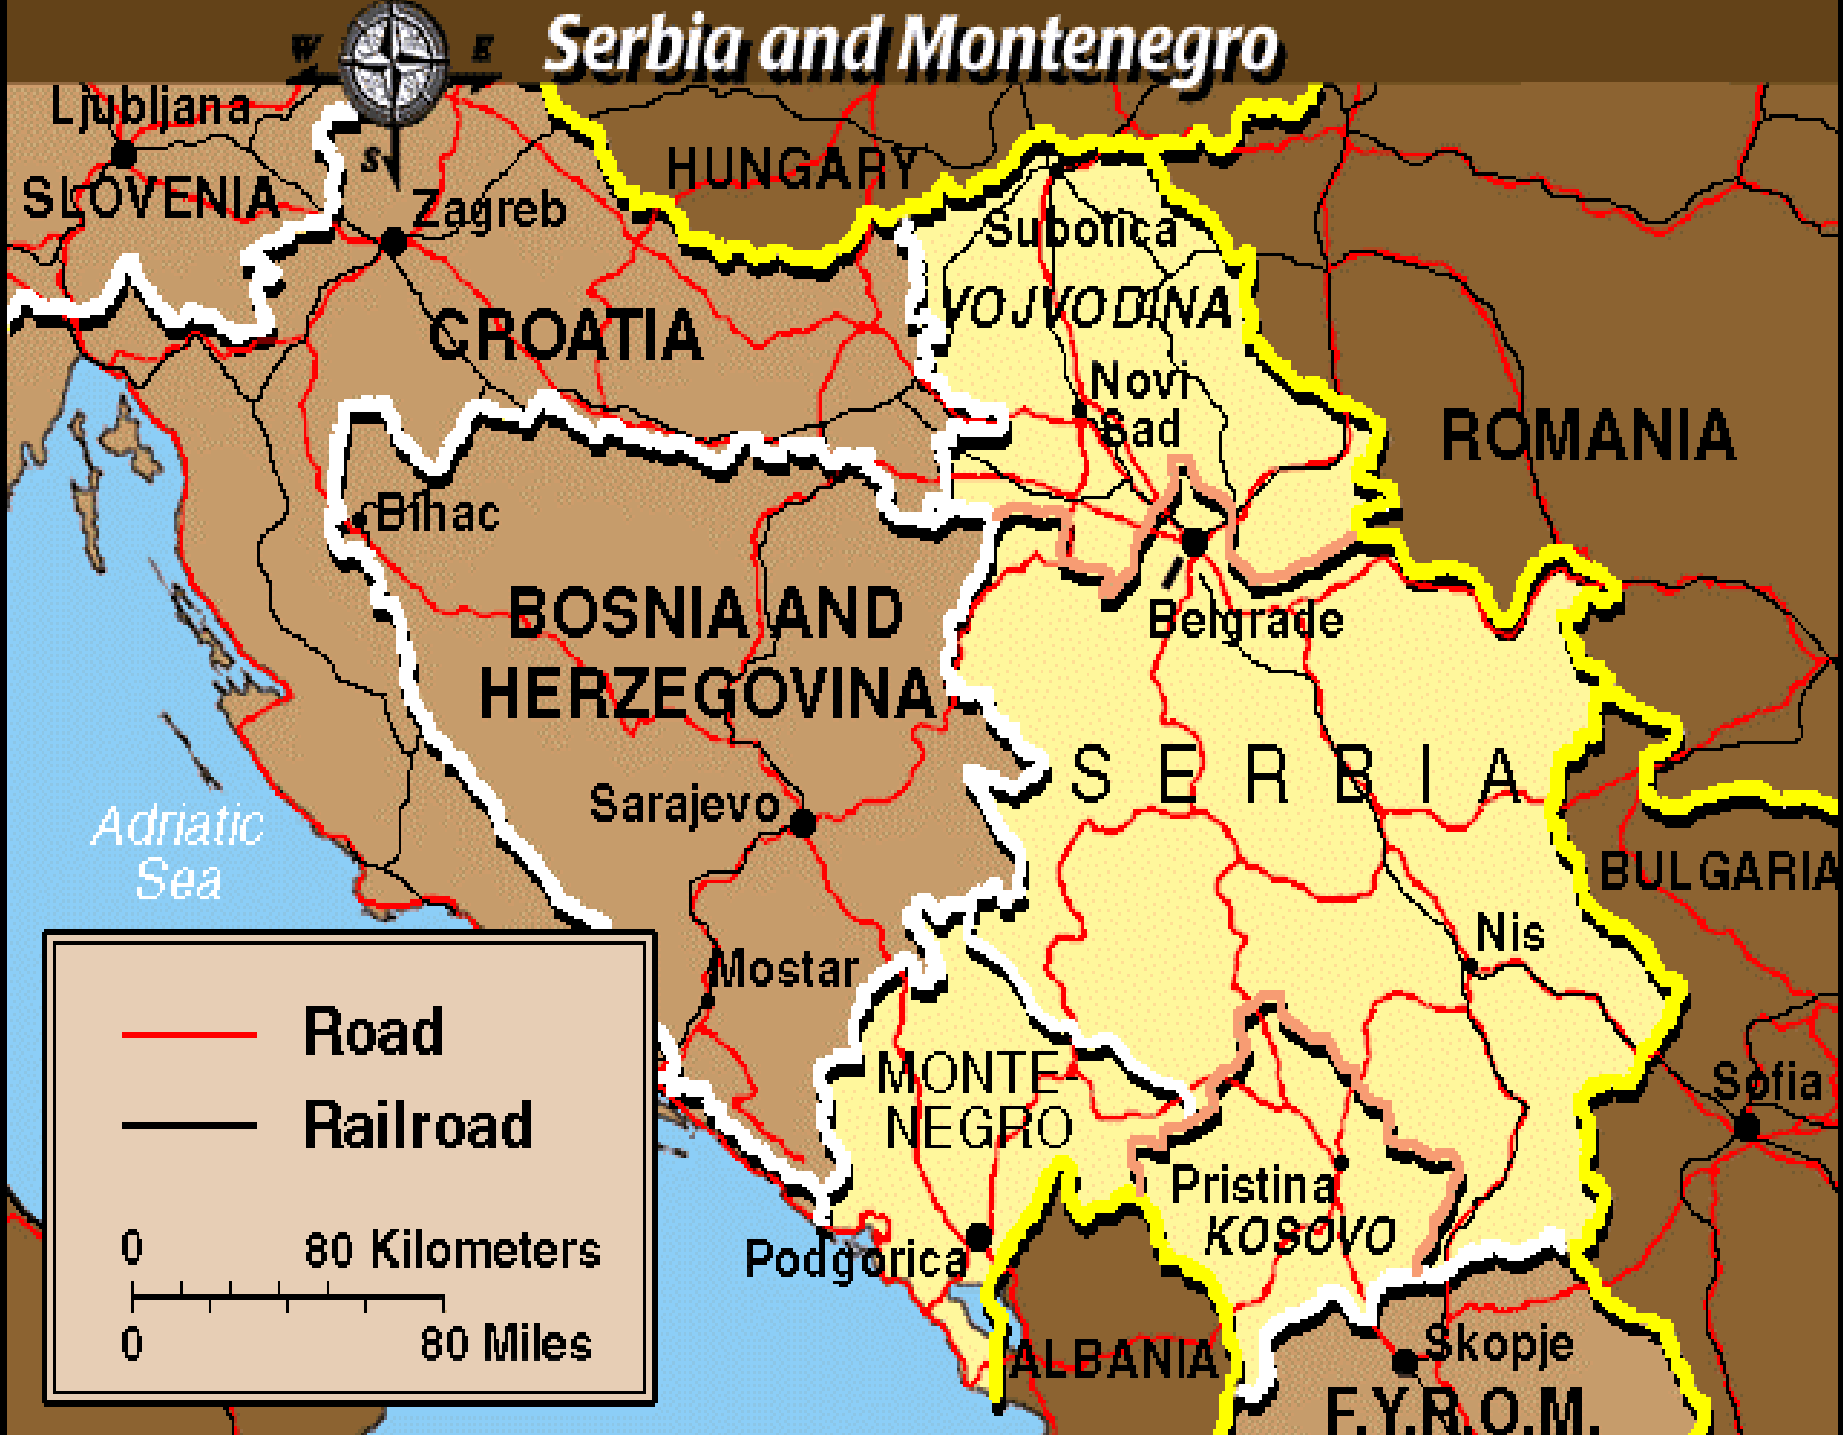 Serbia and Montenegro
W
E
S
Ljubljana
SLOVENIA
Zagreb
HUNGARY
Subotica
VOJVODINA
CROATIA
Novi
Sad
ROMANIA
Bihac
BOSNIA AND
HERZEGOVINA
Belgrade
SERBIA
Sarajevo
Adriatic
Sea
BULGARIA
Nis
Mostar
Road
MONTE-
NEGRO
Sofia
Railroad
Pristina
KOSOVO
Podgorica
0 80 Kilometers
0 80 Miles
ALBANIA
Skopje
F.Y.R.O.M.